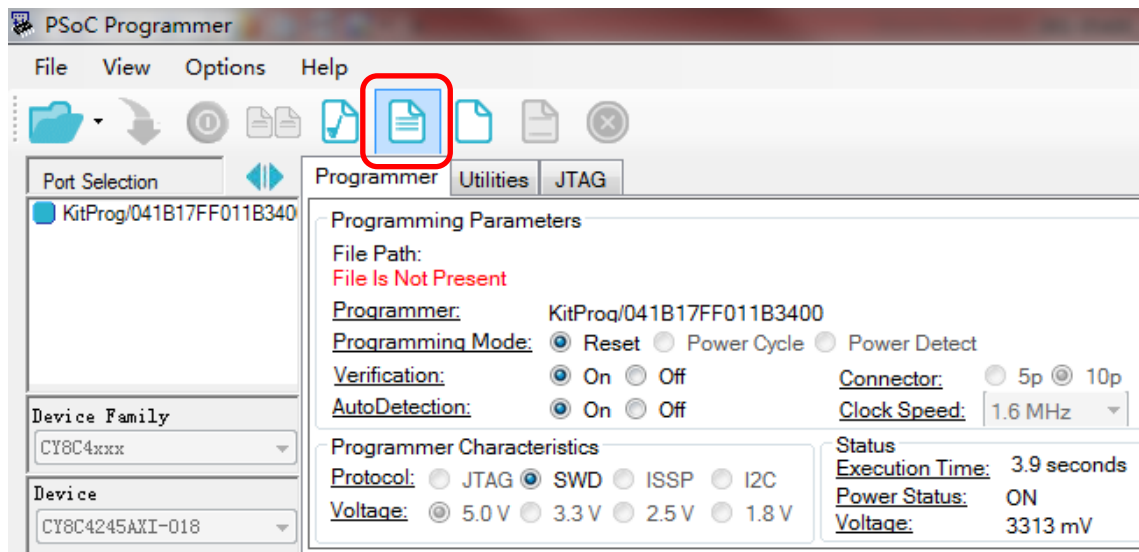 PSoC Programmer
File View Options Help
Port Selection
KitProg/041B17FF011B340
Device Family
CY8C4xxx
Device
CY8C4245AXI-018
Programmer Utilities JTAG
Programming Parameters
File Path:
File Is Not Present
Programmer: KitProg/041B17FF011B3400
Programming Mode: Reset Power Cycle Power Detect
Verification: On Off Connector: 5p 10p
AutoDetection: On Off Clock Speed: 1.6 MHz
Programmer Characteristics
Protocol: JTAG SWD ISSP I2C
Voltage: 5.0 V 3.3 V 2.5 V 1.8 V
Status
Execution Time: 3.9 seconds
Power Status: ON
Voltage: 3313 mV